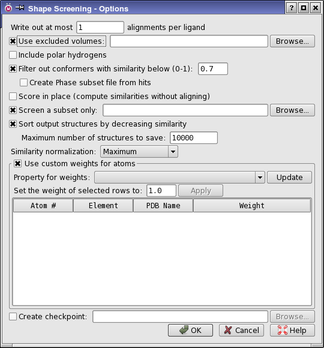 Shape Screening - Options
Write out at most 1 alignments per ligand
Use excluded volumes: Browse...
Include polar hydrogens
Filter out conformers with similarity below (0-1): 0.7
Create Phase subset file from hits
Score in place (compute similarities without aligning)
Screen a subset only: Browse...
Sort output structures by decreasing similarity
Maximum number of structures to save: 10000
Similarity normalization: Maximum
Use custom weights for atoms
Property for weights: Update
Set the weight of selected rows to: 1.0 Apply
Atom # Element PDB Name Weight
Create checkpoint: Browse...
OK Cancel Help